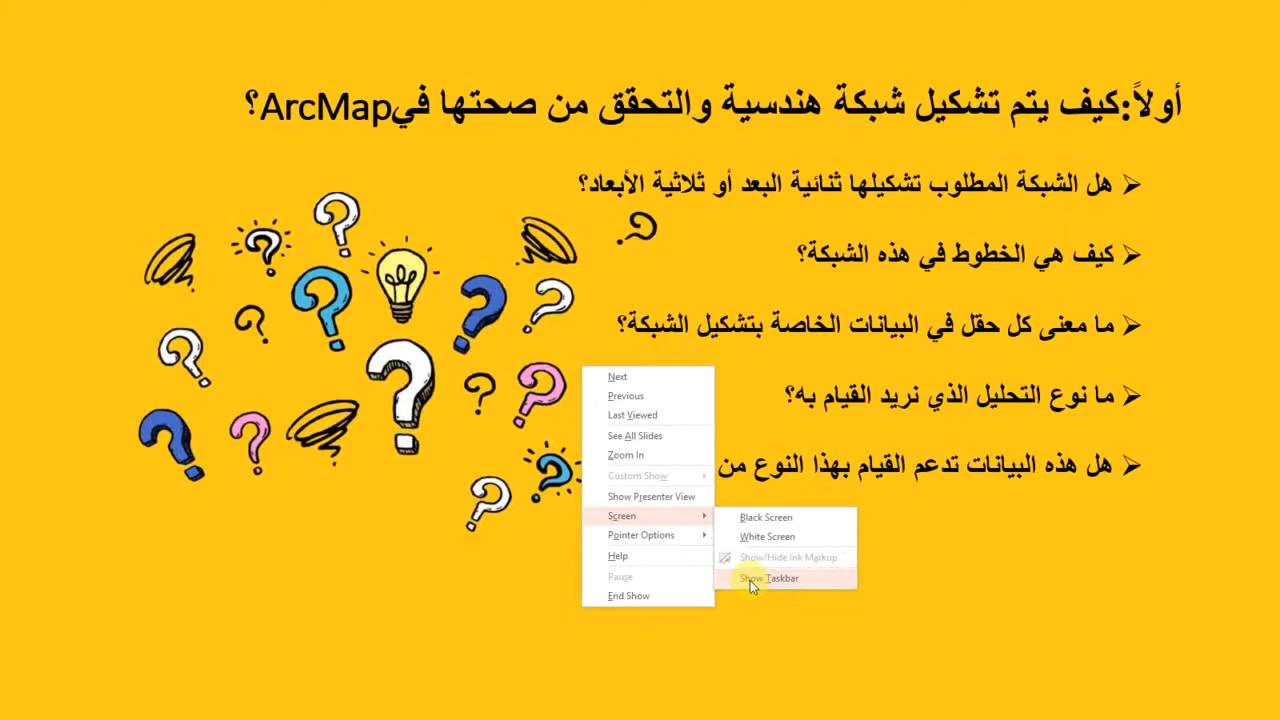 أولاً:كيف يتم تشكيل شبكة هندسية والتحقق من صحتها فيArcMap؟
هل الشبكة المطلوب تشكيلها ثنائية البعد أو ثلاثية الأبعاد؟
كيف هي الخطوط في هذه الشبكة؟
ما معنى كل حقل في البيانات الخاصة بتشكيل الشبكة؟
ما نوع التحليل الذي نريد القيام به؟
هل هذه البيانات تدعم القيام بهذا النوع من
Next
Previous
Last Viewed
See All Slides
Zoom In
Custom Show
Show Presenter View
Screen
Pointer Options
Help
Pause
End Show
Black Screen
White Screen
Show/Hide Ink Markup
Show Taskbar